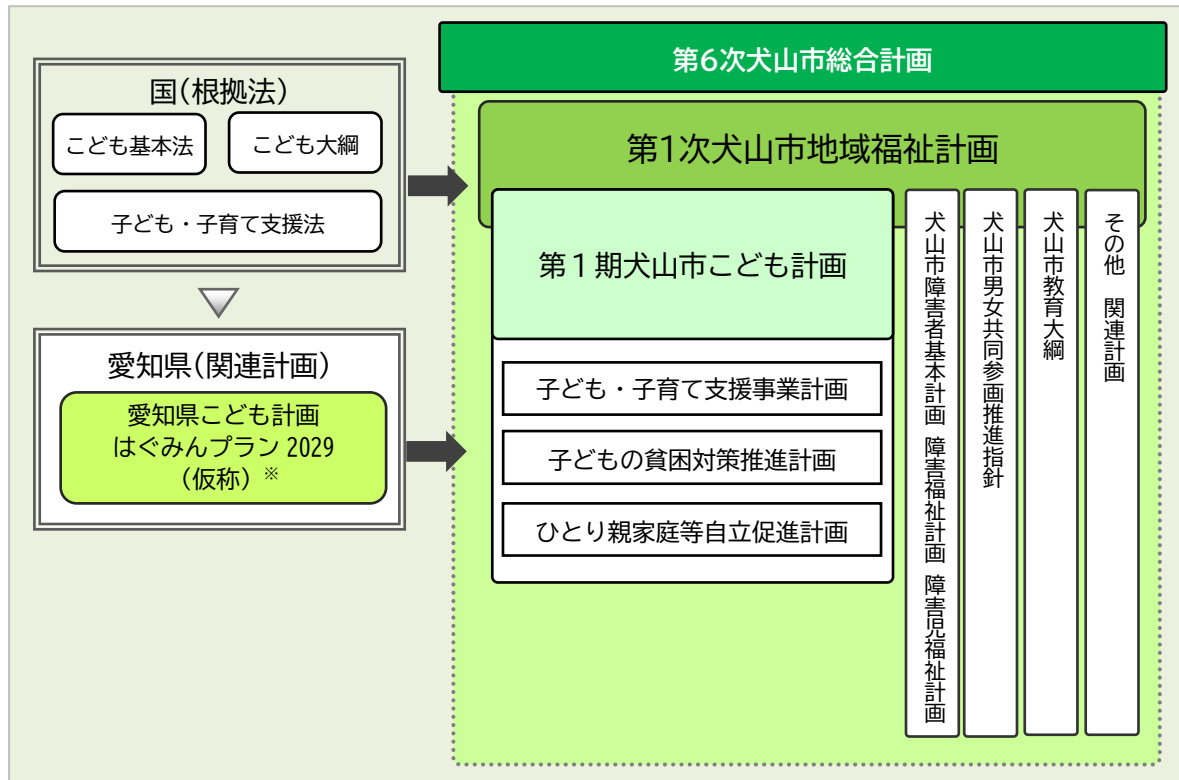 国(根拠法)
こども基本法
こども大綱
子ども・子育て支援法
愛知県(関連計画)
愛知県こども計画
はぐみんプラン 2029
（仮称）※
第6次犬山市総合計画
第1次犬山市地域福祉計画
第１期犬山市こども計画
子ども・子育て支援事業計画
子どもの貧困対策推進計画
ひとり親家庭等自立促進計画
犬山市障害者基本計画 障害福祉計画 障害児福祉計画
犬山市男女共同参画推進指針
犬山市教育大綱
その他 関連計画